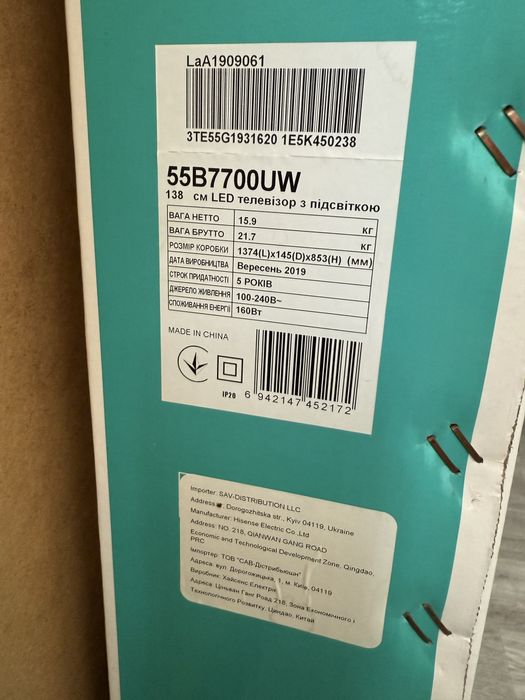 LaA1909061
3TE55G1931620 1E5K450238
55B7700UW
138 см LED телевізор з підсвіткою
ВАГА НЕТТО 15.9 кг
ВАГА БРУТТО 21.7 кг
РОЗМІР КОРОБКИ 1374(L)x145(D)x853(H) (мм)
ДАТА ВИРОБНИЦТВА Вересень 2019
СТРОК ПРИДАТНОСТІ 5 РОКІВ
ДЖЕРЕЛО ЖИВЛЕННЯ 100-240В~
СПОЖИВАННЯ ЕНЕРГІЇ 160Вт
MADE IN CHINA
IP20
6 942147 452172
Importer: SAV-DISTRIBUTION LLC
Address: Dorogozhitska str., Kyiv 04119, Ukraine
Manufacturer: Hisense Electric Co.,Ltd
Address: NO. 218, QIANWAN GANG ROAD
Economic and Technological Development Zone, Qingdao,
PRC
Імпортер: ТОВ "САВ-Дістрибьюшн"
Адреса: вул. Дорогожицька, 1, м. Київ, 04119
Виробник: Хайсенс Електрік
Адреса: Ціньван Ганг Роад 218, Зона Економічного і
Технологічного Розвитку, Циндао, Китай